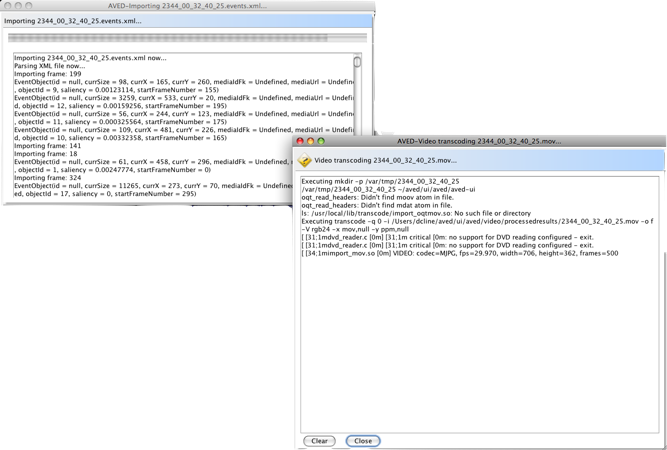 AVED-Importing 2344_00_32_40_25.events.xml...
Importing 2344_00_32_40_25.events.xml...
Importing 2344_00_32_40_25.events.xml now...
Parsing XML file now...
Importing frame: 199
EventObject(id = null, currSize = 98, currX = 165, currY = 260, mediaIdFk = Undefined, mediaUrl = Undefine
, objectId = 9, saliency = 0.00123114, startFrameNumber = 155)
EventObject(id = null, currSize = 3259, currX = 533, currY = 20, mediaIdFk = Undefined, mediaUrl = Undefine
d, objectId = 12, saliency = 0.00159256, startFrameNumber = 195)
EventObject(id = null, currSize = 56, currX = 244, currY = 123, mediaIdFk = Undefined, mediaUrl = Undefine
, objectId = 11, saliency = 0.000325564, startFrameNumber = 175)
EventObject(id = null, currSize = 109, currX = 481, currY = 226, mediaIdFk = Undefined, mediaUrl = Undefin
d, objectId = 10, saliency = 0.00332358, startFrameNumber = 165)
Importing frame: 141
Importing frame: 18
EventObject(id = null, currSize = 61, currX = 458, currY = 296, mediaIdFk = Undefined, m
d, objectId = 1, saliency = 0.00247774, startFrameNumber = 0)
Importing frame: 324
EventObject(id = null, currSize = 11265, currX = 273, currY = 70, mediaIdFk = Undefine
ed, objectId = 17, saliency = 0, startFrameNumber = 295)
AVED-Video transcoding 2344_00_32_40_25.mov...
Video transcoding 2344_00_32_40_25.mov...
Executing mkdir -p /var/tmp/2344_00_32_40_25
/var/tmp/2344_00_32_40_25 ~/aved/ui/aved/aved-ui
oqt_read_headers: Didn't find moov atom in file.
oqt_read_headers: Didn't find mdat atom in file.
ls: /usr/local/lib/transcode/import_oqtmov.so: No such file or directory
Executing transcode -q 0 -i /Users/dcline/aved/ui/aved/video/processedresults/2344_00_32_40_25.mov -o f
-V rgb24 -x mov,null -y ppm,null
[ [31;1mdvd_reader.c [0m] [31;1m critical [0m: no support for DVD reading configured - exit.
[ [31;1mdvd_reader.c [0m] [31;1m critical [0m: no support for DVD reading configured - exit.
[ [34;1mimport_mov.so [0m] VIDEO: codec=MJPG, fps=29.970, width=706, height=362, frames=500
Clear
Close